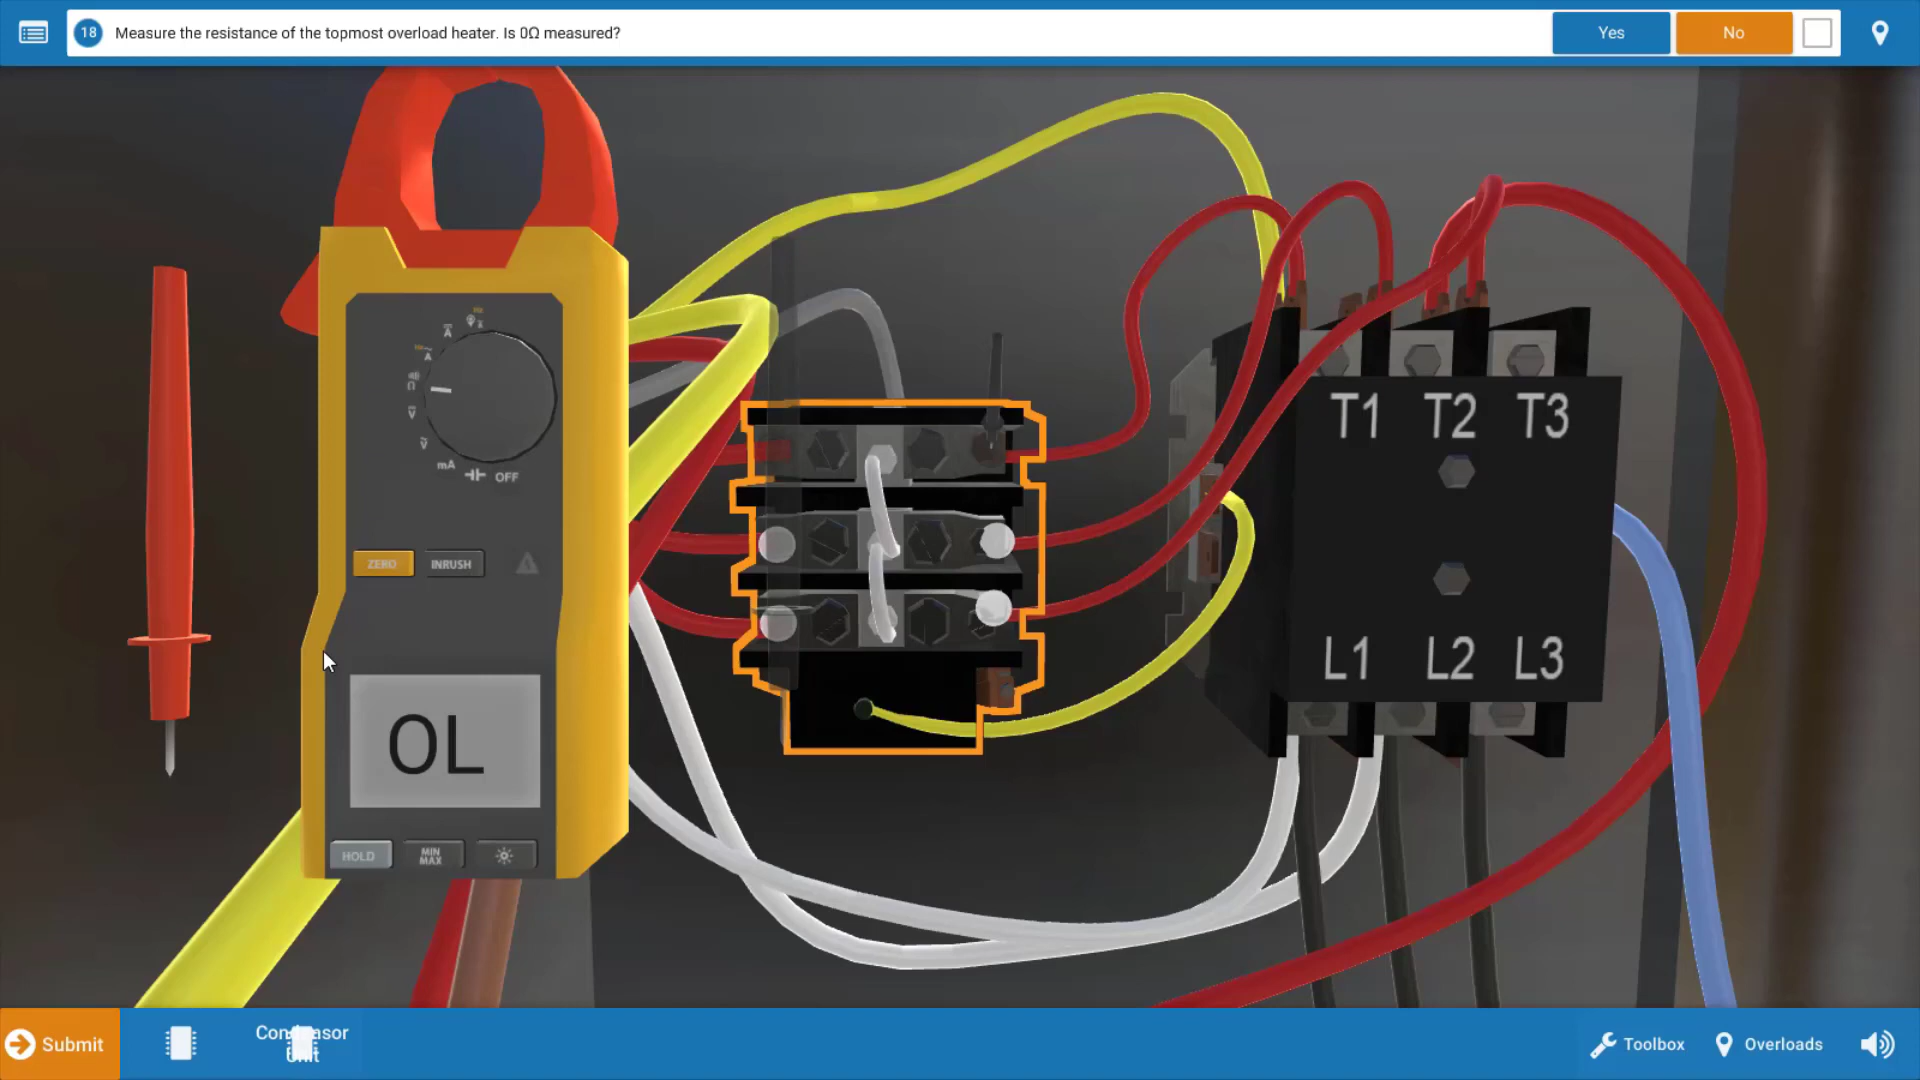 18 Measure the resistance of the topmost overload heater. Is 0Ω measured?
Yes
No
mA
OFF
ZERO
INRUSH
OL
HOLD
MIN
MAX
T1 T2 T3
L1 L2 L3
Submit
Toolbox
Overloads